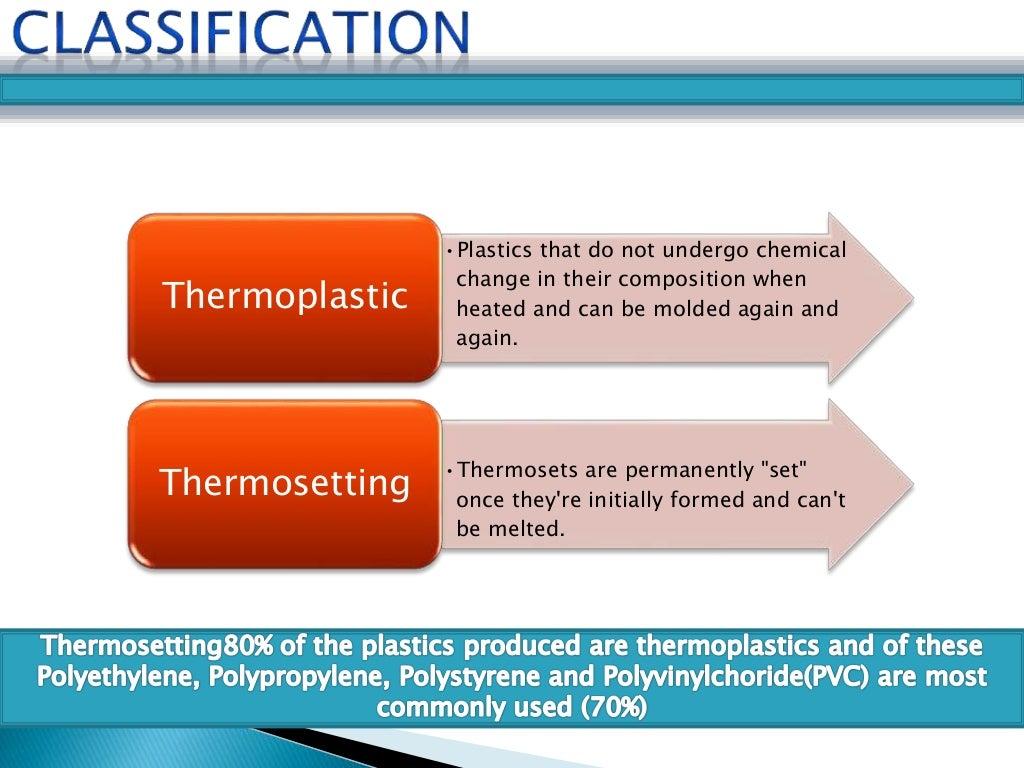 CLASSIFICATION
Thermoplastic
•Plastics that do not undergo chemical
change in their composition when
heated and can be molded again and
again.
Thermosetting
•Thermosets are permanently "set"
once they're initially formed and can't
be melted.
Thermosetting80% of the plastics produced are thermoplastics and of these
Polyethylene, Polypropylene, Polystyrene and Polyvinylchoride(PVC) are most
commonly used (70%)